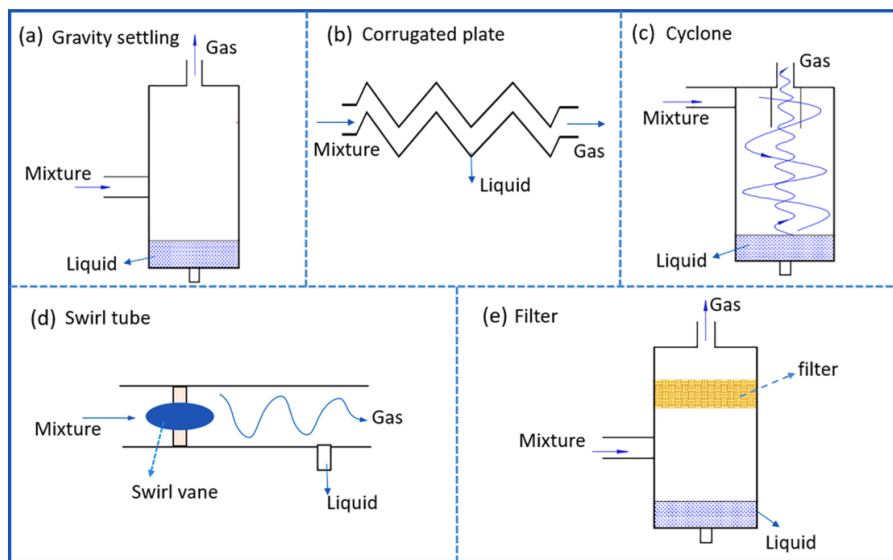 (a) Gravity settling
Gas
Mixture
Liquid
(b) Corrugated plate
Mixture
Gas
Liquid
(c) Cyclone
Gas
Mixture
Liquid
(d) Swirl tube
Mixture
Gas
Swirl vane
Liquid
(e) Filter
Gas
filter
Mixture
Liquid